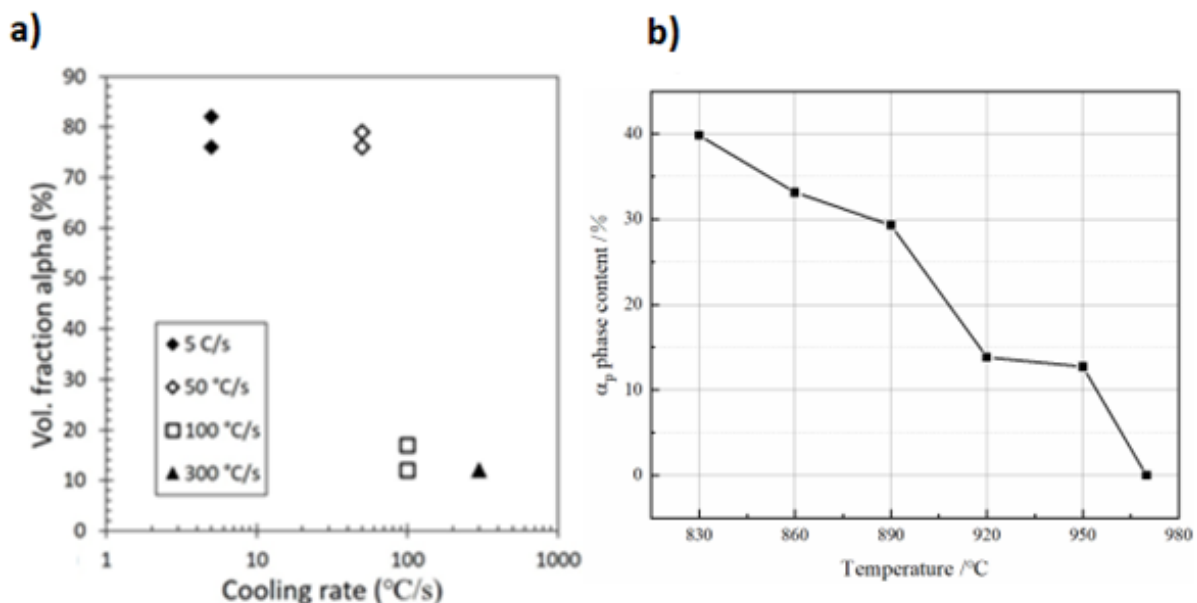 a)
90
80
70
60
50
40
30
20
10
0
Vol. fraction alpha (%)
5 C/s
50 °C/s
100 °C/s
300 °C/s
1 10 100 1000
Cooling rate (°C/s)
b)
40
30
20
10
0
αp phase content /%
830 860 890 920 950 980
Temperature /°C